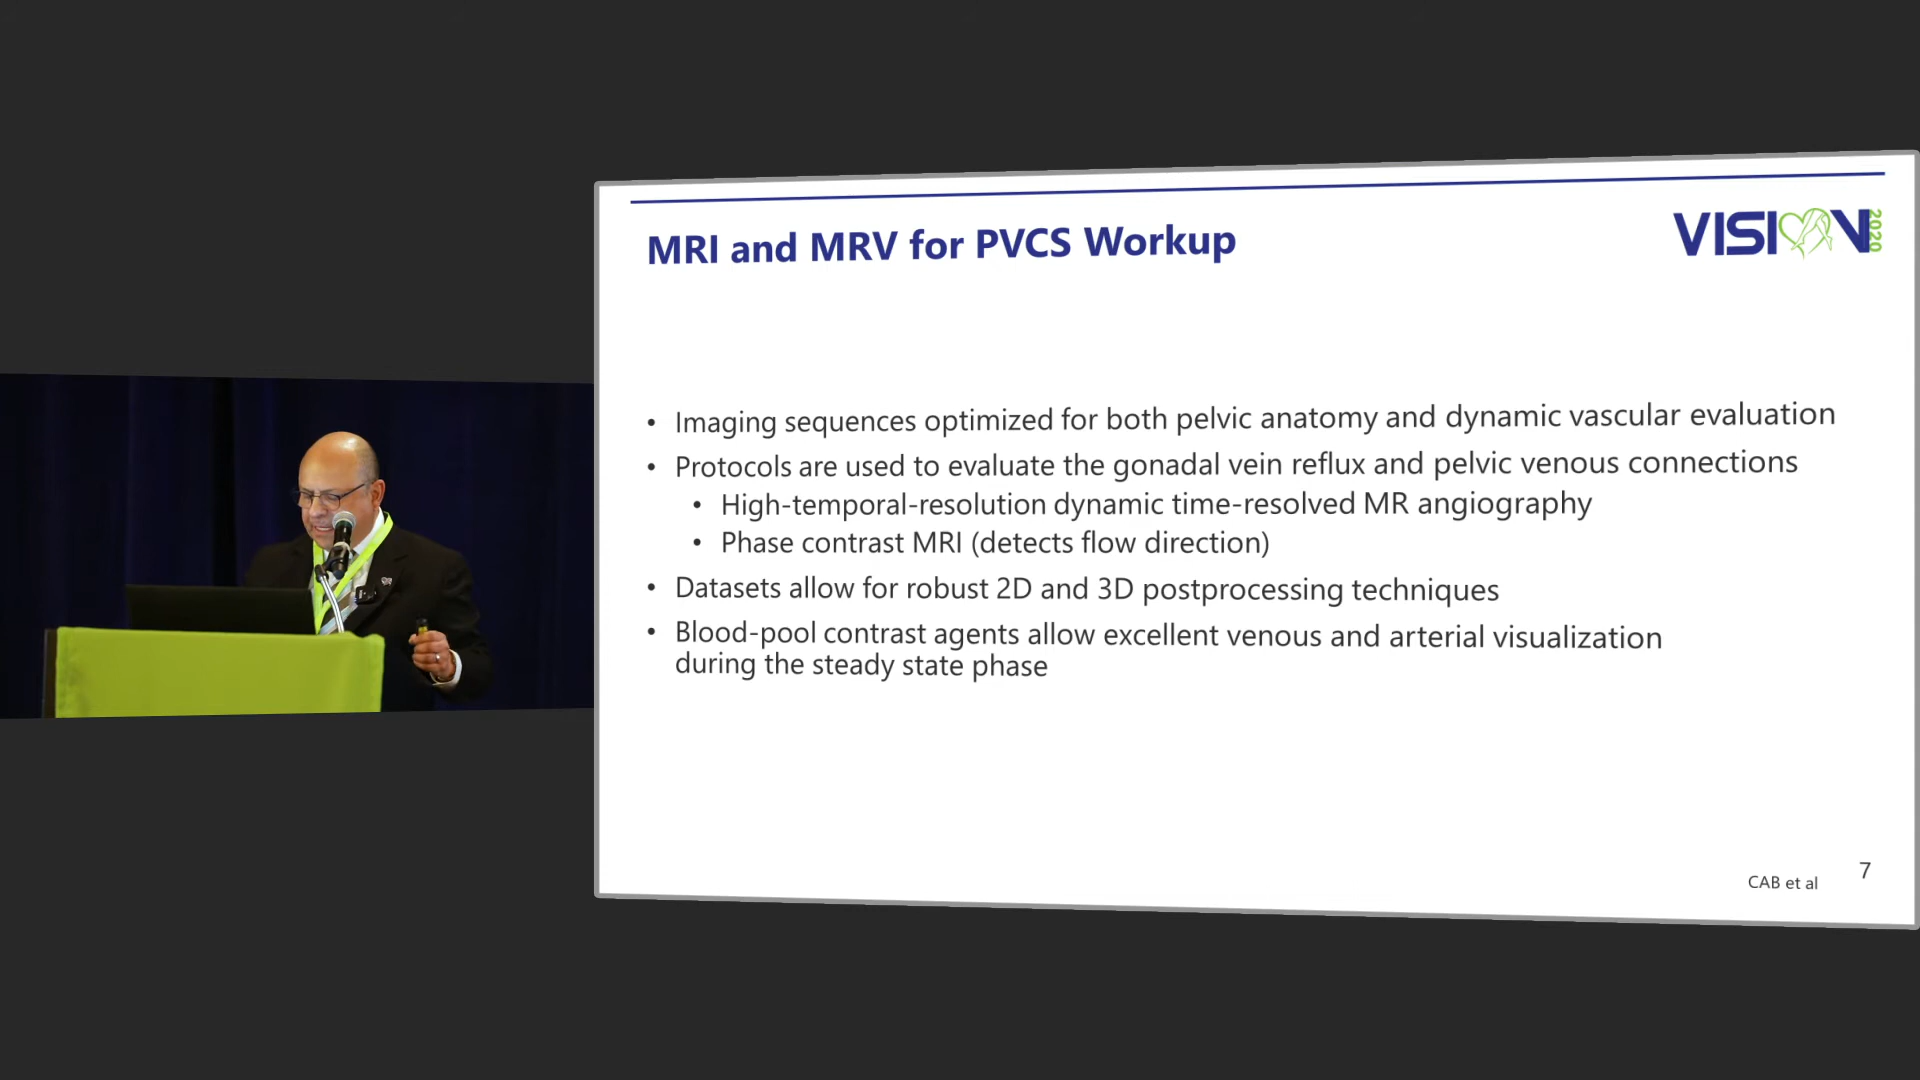 MRI and MRV for PVCS Workup
VISION 2020
• Imaging sequences optimized for both pelvic anatomy and dynamic vascular evaluation
• Protocols are used to evaluate the gonadal vein reflux and pelvic venous connections
• High-temporal-resolution dynamic time-resolved MR angiography
• Phase contrast MRI (detects flow direction)
• Datasets allow for robust 2D and 3D postprocessing techniques
• Blood-pool contrast agents allow excellent venous and arterial visualization
during the steady state phase
CAB et al
7